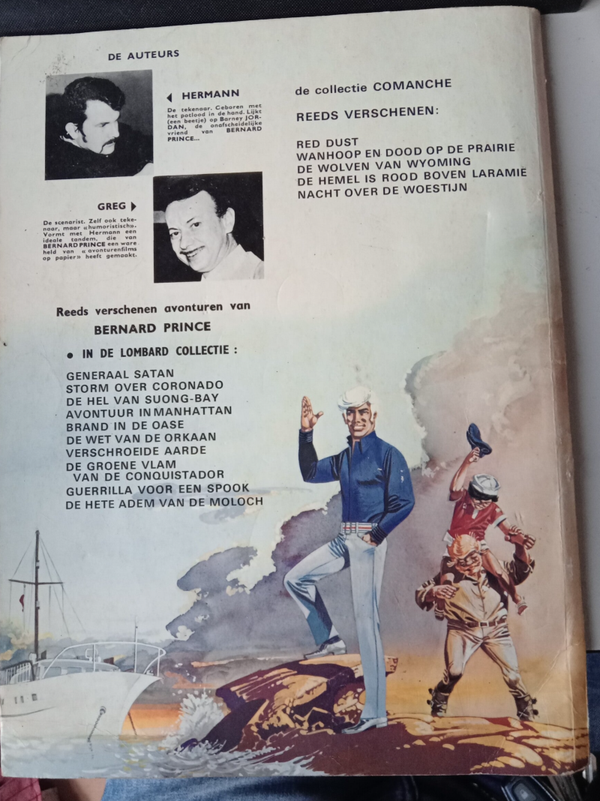 DE AUTEURS
HERMANN
De tekenaar. Geboren met
het potlood in de hand. Lijkt
(een beetje) op Barney JOR-
DAN, de onafscheidelijke
vriend van BERNARD
PRINCE...
GREG
De scenarist. Zelf ook teke-
naar, maar humoristisch.
Vormt met Hermann een
ideale tandem, die van
BERNARD PRINCE een ware
held van avonturenfilms
op papier heeft gemaakt.
de collectie COMANCHE
REEDS VERSCHENEN:
RED DUST
WANHOOP EN DOOD OP DE PRAIRIE
DE WOLVEN VAN WYOMING
DE HEMEL IS ROOD BOVEN LARAMIE
NACHT OVER DE WOESTIJN
Reeds verschenen avonturen van
BERNARD PRINCE
● IN DE LOMBARD COLLECTIE :
GENERAAL SATAN
STORM OVER CORONADO
DE HEL VAN SUONG-BAY
AVONTUUR IN MANHATTAN
BRAND IN DE OASE
DE WET VAN DE ORKAAN
VERSCHROEIDE AARDE
DE GROENE VLAM
VAN DE CONQUISTADOR
GUERRILLA VOOR EEN SPOOK
DE HETE ADEM VAN DE MOLOCH